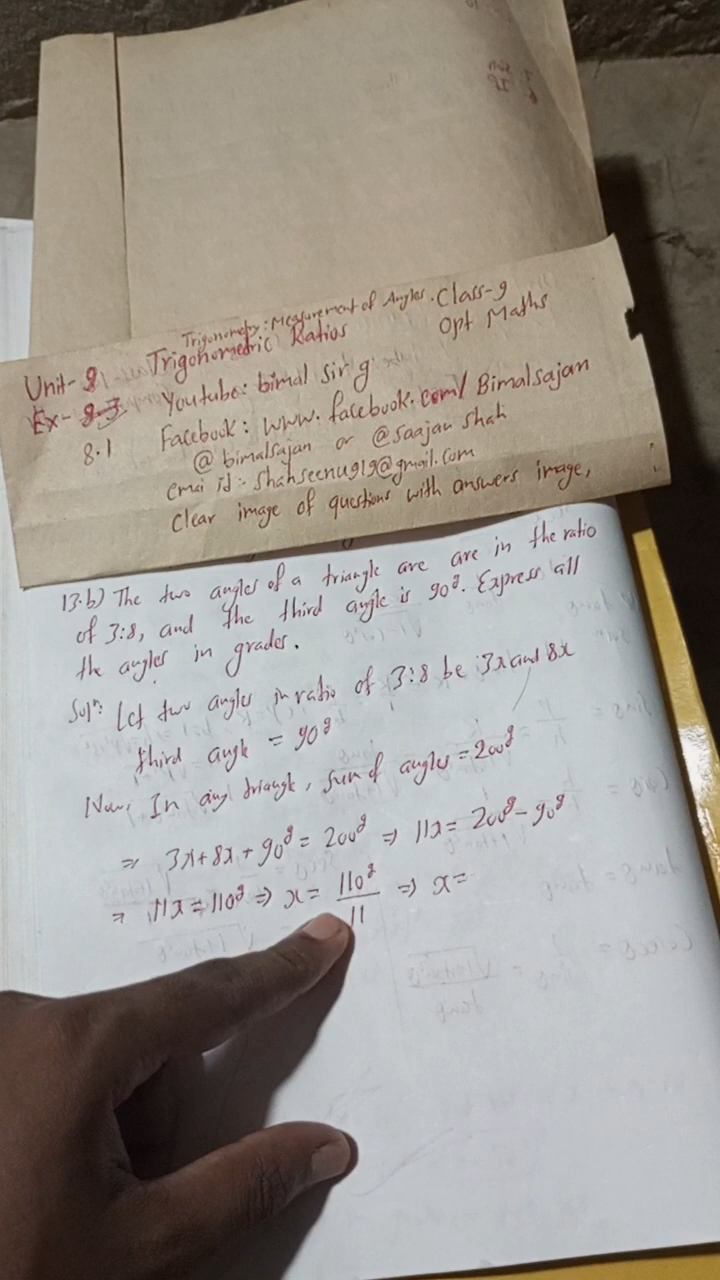 Trigonometry: Measurement of Angles. Class-9
Unit-8 Trigonometric Ratios Opt Maths
Ex- 8.3 Youtube: bimal sir g
8.1 Facebook: www.facebook.com/Bimalsajan
@bimalsajan or @saajan shah
emai id:- shahseenu919@gmail.com
clear image of questions with answers image,
13.b) The two angles of a triangle are are in the ratio
of 3:8, and the third angle is 90g. Express all
the angles in grades.
Solⁿ: Let two angles in ratio of 3:8 be 3x and 8x
third angle = 90g
Now, In any triangle, sum of angles = 200g
⇒ 3x+8x+90g = 200g ⇒ 11x = 200g - 90g
⇒ 11x = 110g ⇒ x = 110g/11 ⇒ x =